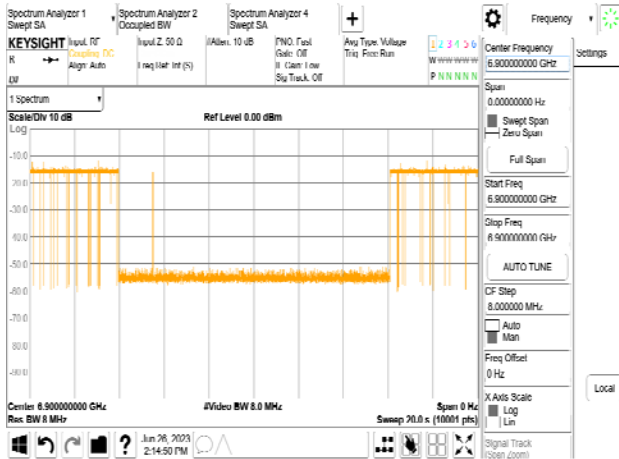 Spectrum Analyzer 1
Swept SA
Spectrum Analyzer 2
Occupied BW
Spectrum Analyzer 4
Swept SA
+
Frequency
Settings
KEYSIGHT
R
Input: RF
Coupling: DC
Align: Auto
Input Z: 50 Ω
Freq Ref: Int (S)
#Atten: 10 dB
PNO: Fast
Gate: Off
IF Gain: Low
Sig Track: Off
Avg Type: Voltage
Trig: Free Run
1 2 3 4 5 6
W W W W W W
P N N N N N
1 Spectrum
Scale/Div 10 dB
Ref Level 0.00 dBm
Log
-10.0
-20.0
-30.0
-40.0
-50.0
-60.0
-70.0
-80.0
-90.0
Center 6.900000000 GHz
#Video BW 8.0 MHz
Span 0 Hz
Res BW 8 MHz
Sweep 20.0 s (10001 pts)
Jun 26, 2023
2:14:50 PM
?
Center Frequency
6.900000000 GHz
Span
0.00000000 Hz
Swept Span
Zero Span
Full Span
Start Freq
6.900000000 GHz
Stop Freq
6.900000000 GHz
AUTO TUNE
CF Step
8.000000 MHz
Auto
Man
Freq Offset
0 Hz
X Axis Scale
Log
Lin
Signal Track
(Span Zoom)
Local